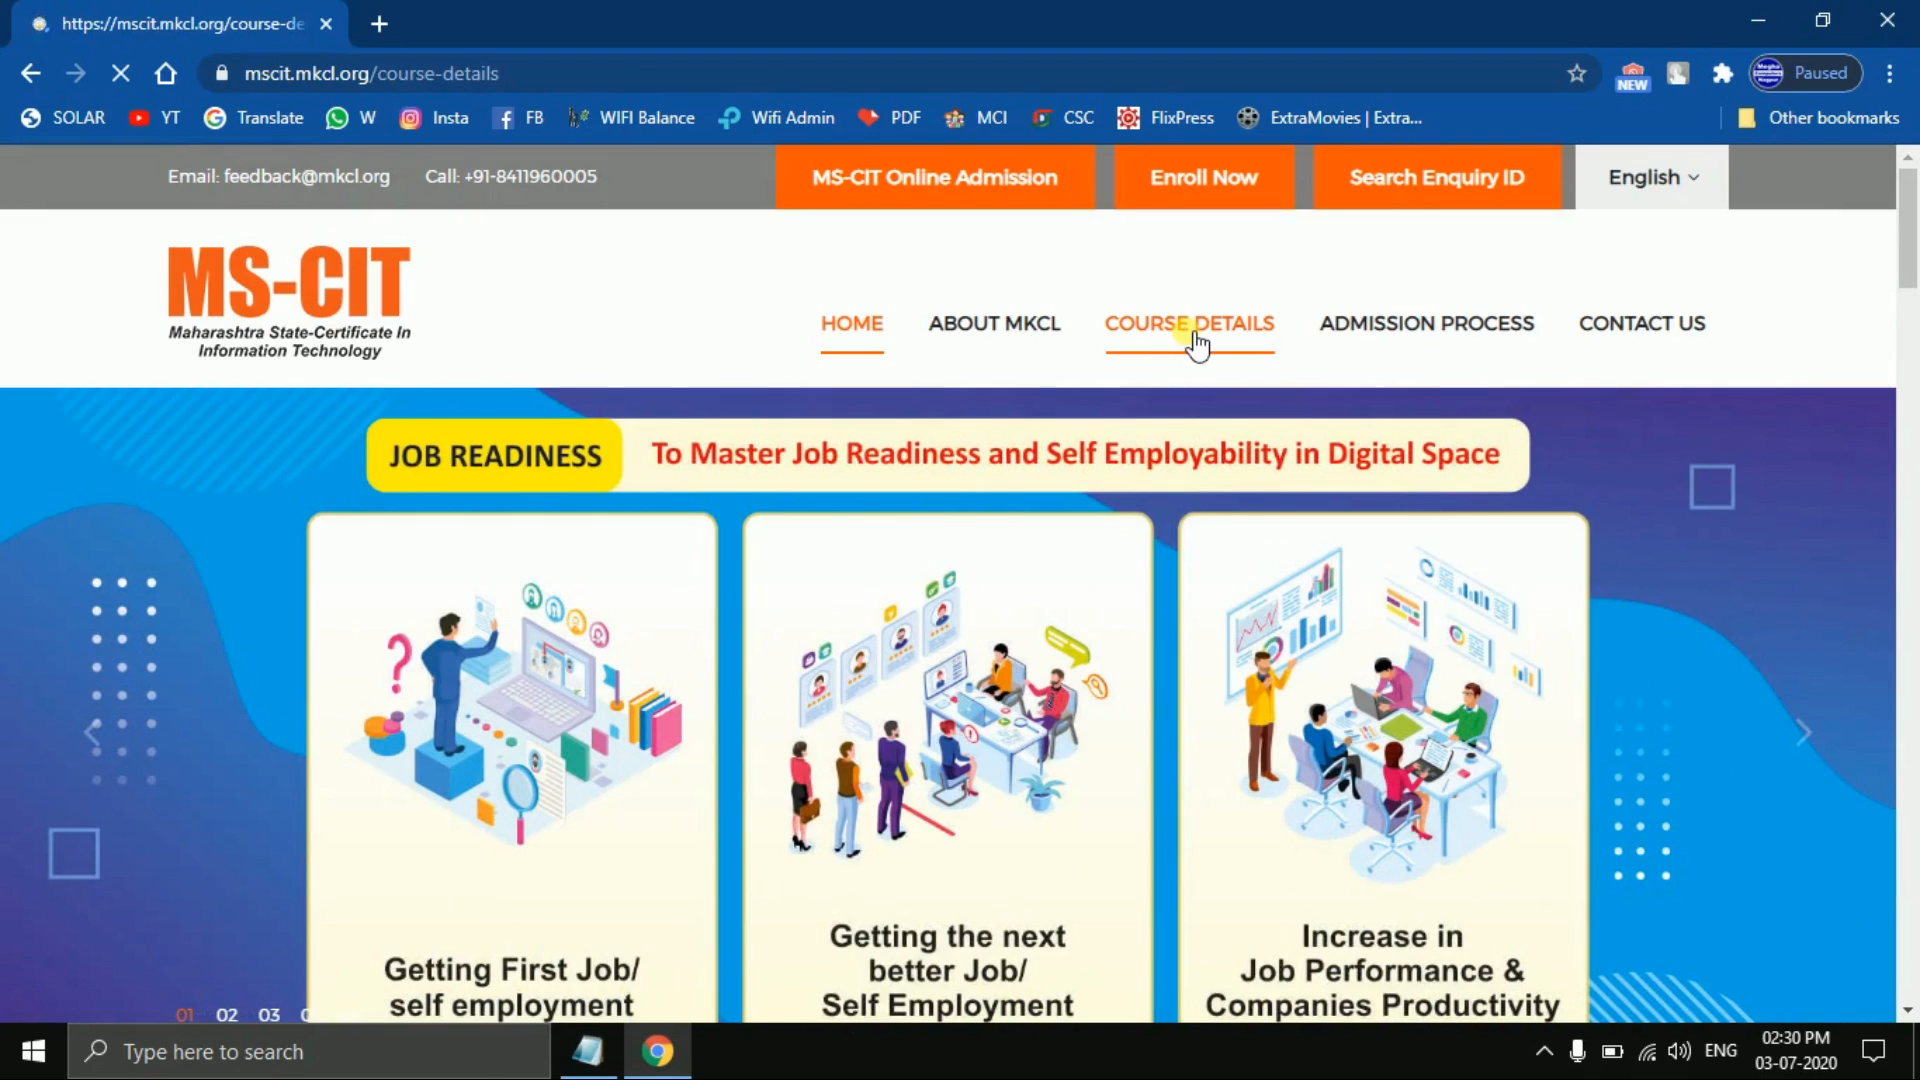 https://mscit.mkcl.org/course-de
mscit.mkcl.org/course-details
NEW
Paused
SOLAR
YT
Translate
W
Insta
FB
WIFI Balance
Wifi Admin
PDF
MCI
CSC
FlixPress
ExtraMovies | Extra...
Other bookmarks
Email: feedback@mkcl.org
Call: +91-8411960005
MS-CIT Online Admission
Enroll Now
Search Enquiry ID
English
MS-CIT
Maharashtra State-Certificate In
Information Technology
HOME
ABOUT MKCL
COURSE DETAILS
ADMISSION PROCESS
CONTACT US
JOB READINESS
To Master Job Readiness and Self Employability in Digital Space
Getting First Job/
self employment
Getting the next
better Job/
Self Employment
Increase in
Job Performance &
Companies Productivity
01
02
03
Type here to search
ENG
02:30 PM
03-07-2020